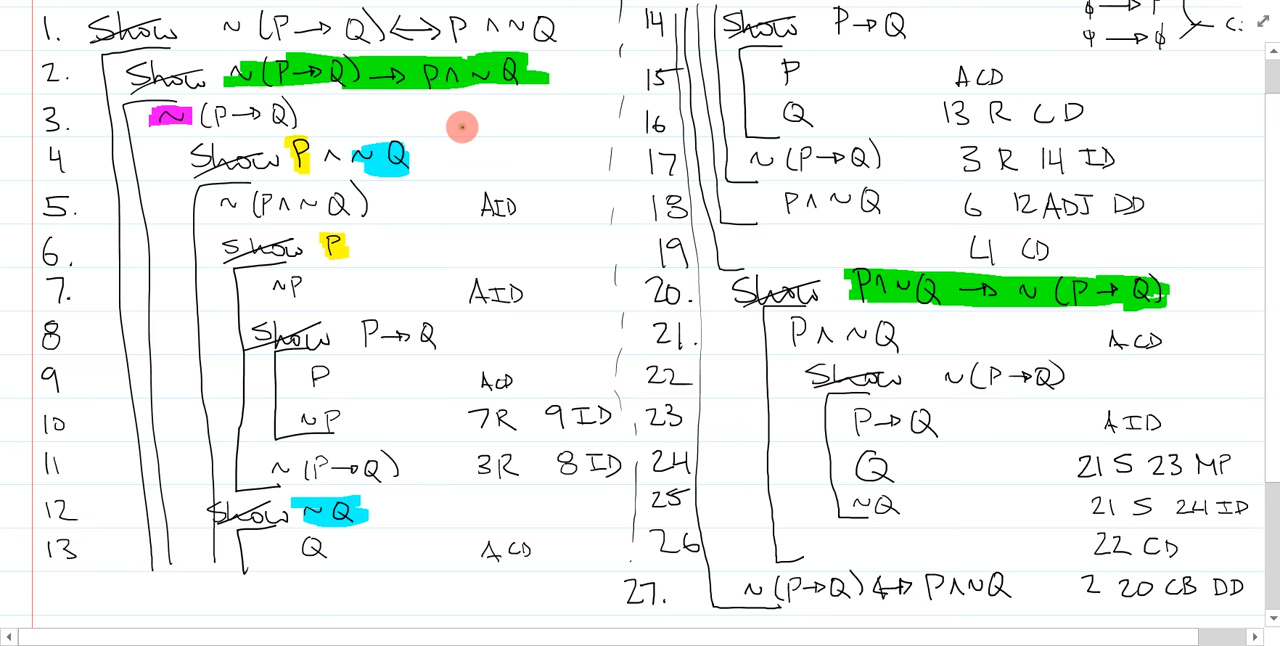 1. Show ~(P→Q)↔P∧~Q
2. Show ~(P→Q)→P∧~Q
3. ~(P→Q)
4 Show P∧~Q
5. ~(P∧~Q) AID
6. Show P
7. ~P AID
8 Show P→Q
9 P ACD
10 ~P 7R 9ID
11 ~(P→Q) 3R 8ID
12 Show ~Q
13 Q ACD
14 Show P→Q
15 P ACD
16 Q 13 R CD
17 ~(P→Q) 3 R 14 ID
18 P∧~Q 6 12 ADJ DD
19 4 CD
20. Show P∧~Q→~(P→Q)
21. P∧~Q ACD
22 Show ~(P→Q)
23 P→Q AID
24 Q 21 S 23 MP
25 ~Q 21 S 24 ID
26 22 CD
27. ~(P→Q)↔P∧~Q 2 20 CB DD